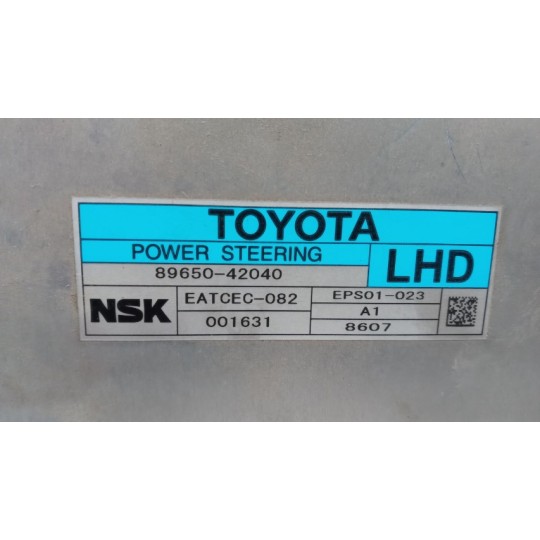 TOYOTA
POWER STEERING
89650-42040
LHD
NSK
EATCEC-082
001631
EPS01-023
A1
8607